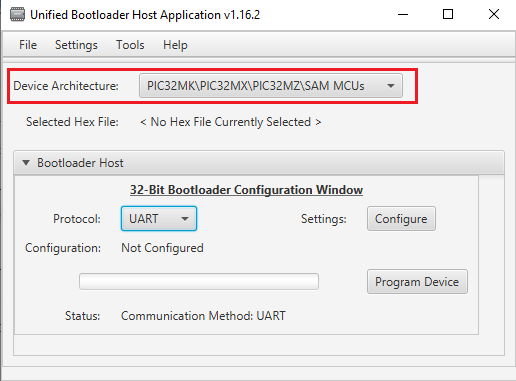 Unified Bootloader Host Application v1.16.2
File Settings Tools Help
Device Architecture: PIC32MK\PIC32MX\PIC32MZ\SAM MCUs
Selected Hex File: < No Hex File Currently Selected >
Bootloader Host
32-Bit Bootloader Configuration Window
Protocol: UART Settings: Configure
Configuration: Not Configured
Program Device
Status: Communication Method: UART